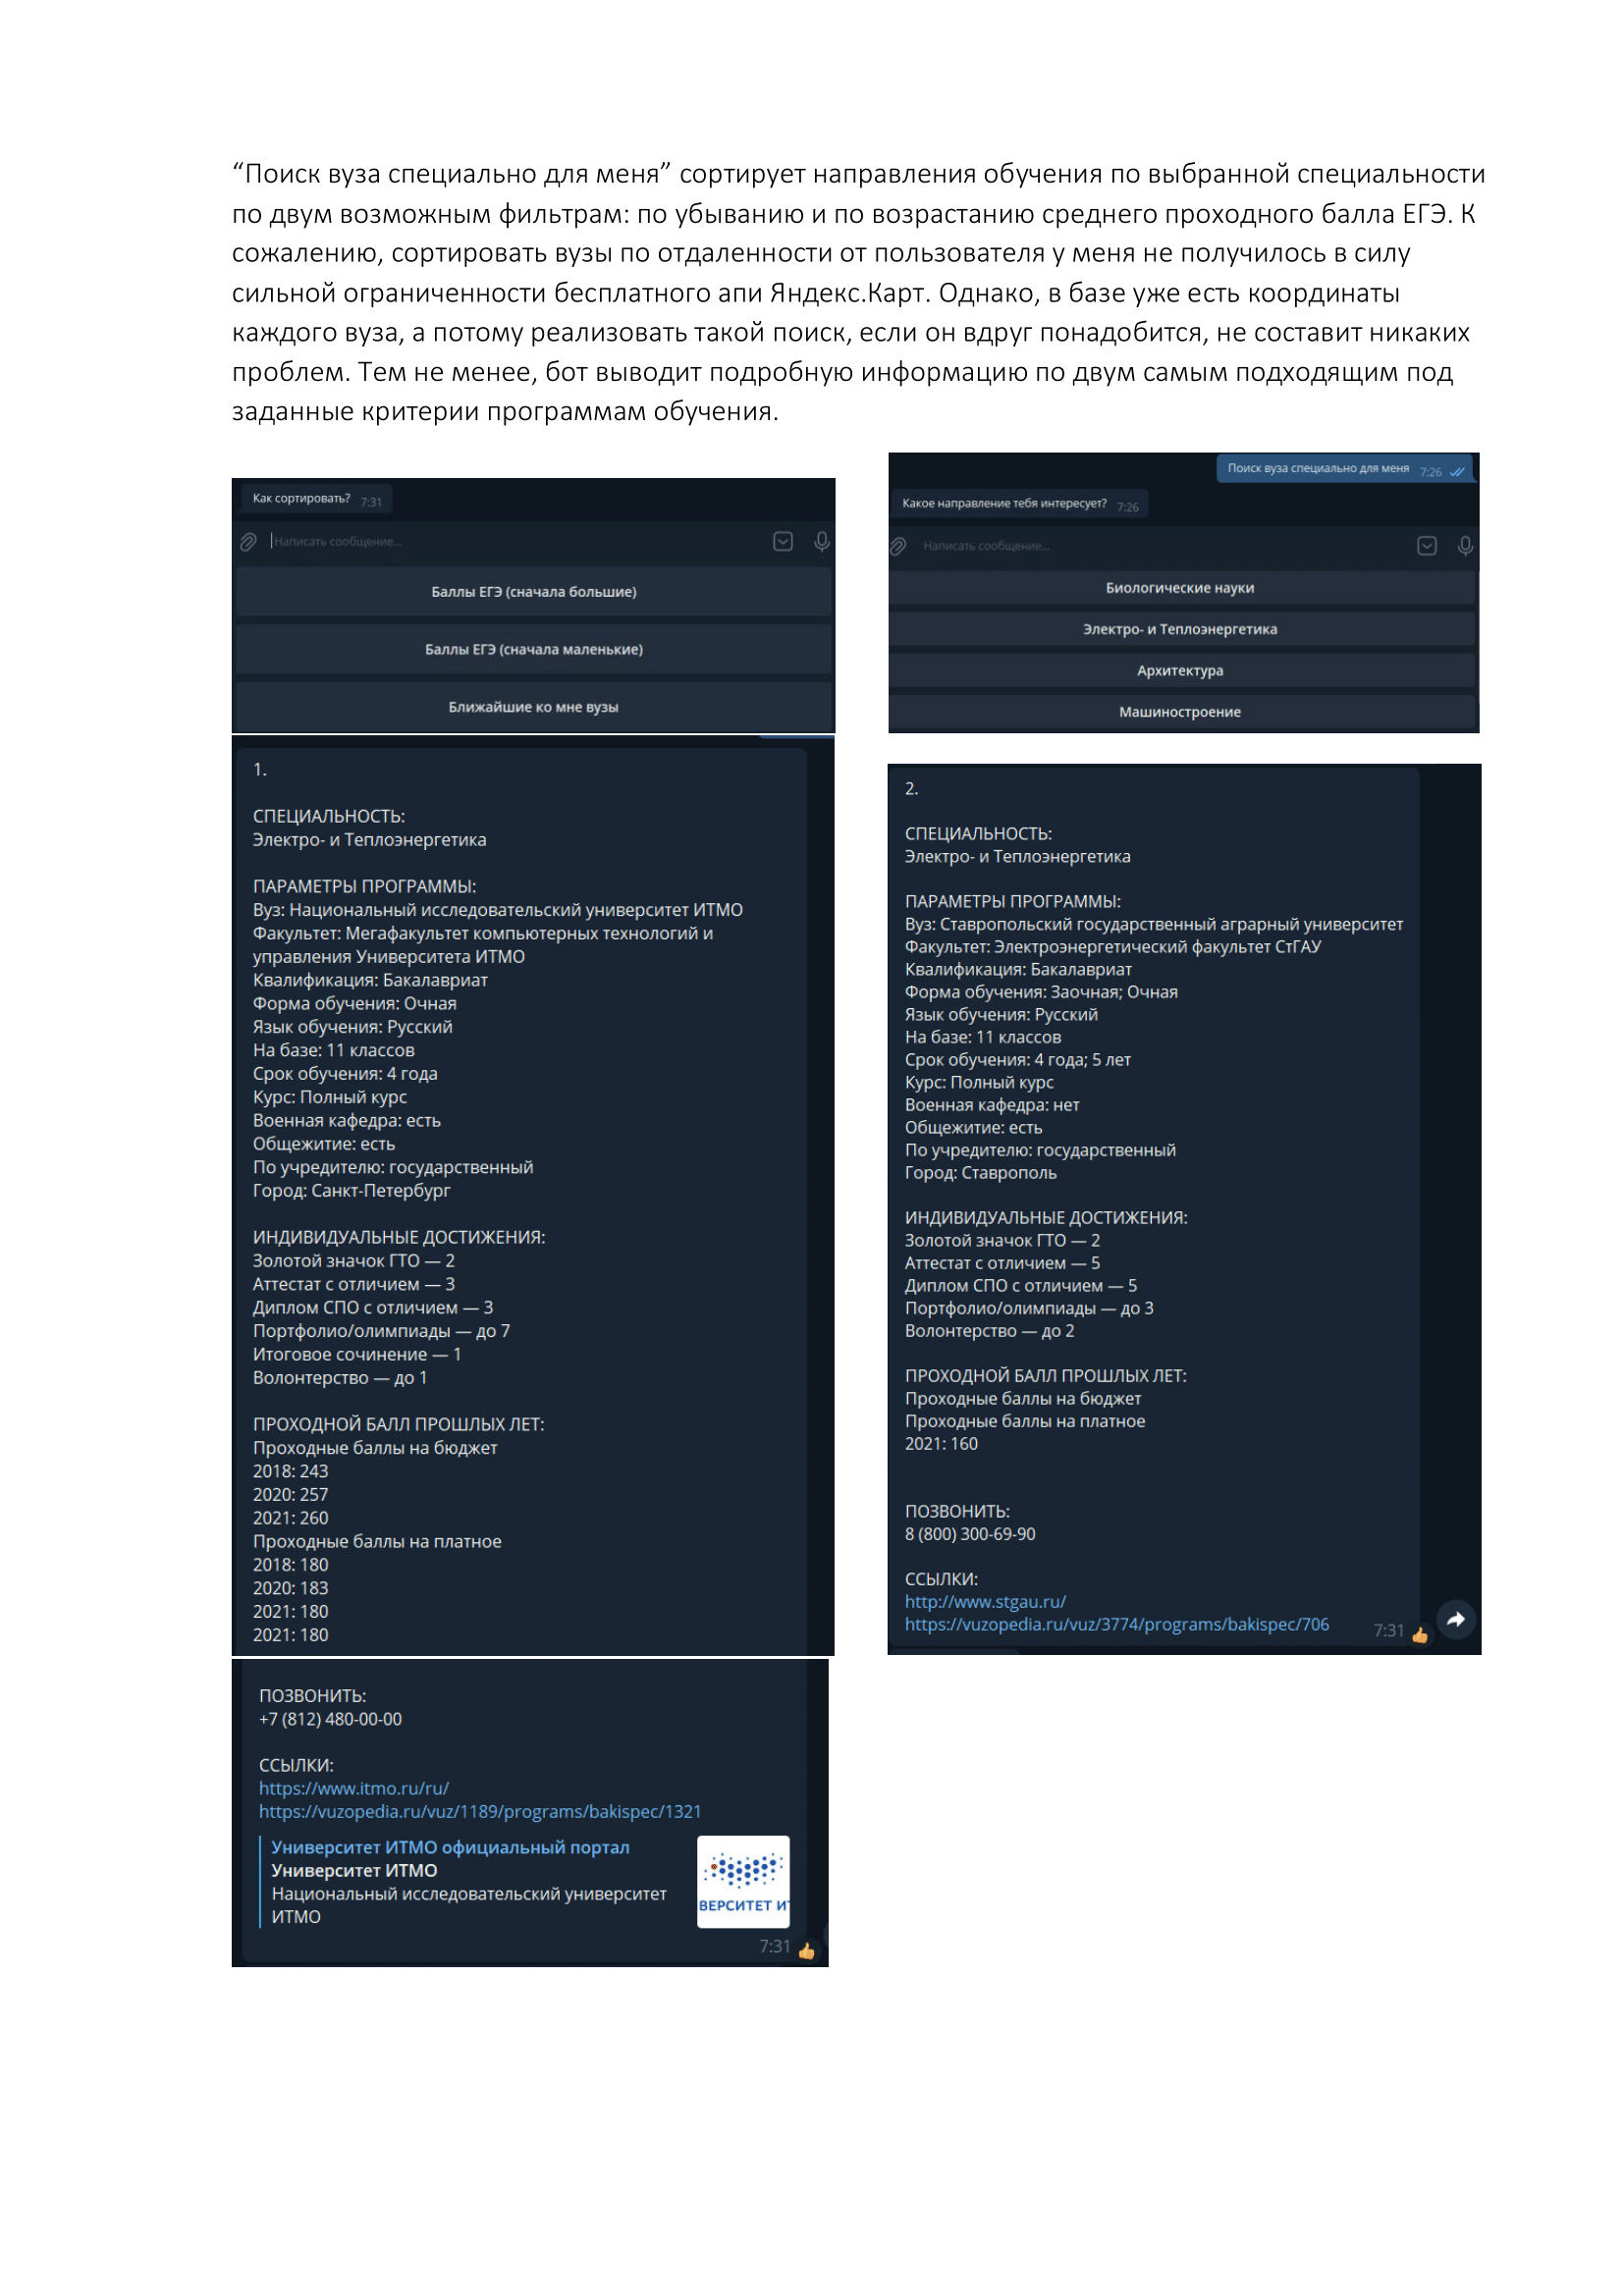 “Поиск вуза специально для меня” сортирует направления обучения по выбранной специальности
по двум возможным фильтрам: по убыванию и по возрастанию среднего проходного балла ЕГЭ. К
сожалению, сортировать вузы по отдаленности от пользователя у меня не получилось в силу
сильной ограниченности бесплатного апи Яндекс.Карт. Однако, в базе уже есть координаты
каждого вуза, а потому реализовать такой поиск, если он вдруг понадобится, не составит никаких
проблем. Тем не менее, бот выводит подробную информацию по двум самым подходящим под
заданные критерии программам обучения.
Как сортировать? 7:31
Написать сообщение...
Баллы ЕГЭ (сначала большие)
Баллы ЕГЭ (сначала маленькие)
Ближайшие ко мне вузы
Поиск вуза специально для меня 7:26
Какое направление тебя интересует? 7:26
Написать сообщение...
Биологические науки
Электро- и Теплоэнергетика
Архитектура
Машиностроение
1.
СПЕЦИАЛЬНОСТЬ:
Электро- и Теплоэнергетика
ПАРАМЕТРЫ ПРОГРАММЫ:
Вуз: Национальный исследовательский университет ИТМО
Факультет: Мегафакультет компьютерных технологий и
управления Университета ИТМО
Квалификация: Бакалавриат
Форма обучения: Очная
Язык обучения: Русский
На базе: 11 классов
Срок обучения: 4 года
Курс: Полный курс
Военная кафедра: есть
Общежитие: есть
По учредителю: государственный
Город: Санкт-Петербург
ИНДИВИДУАЛЬНЫЕ ДОСТИЖЕНИЯ:
Золотой значок ГТО — 2
Аттестат с отличием — 3
Диплом СПО с отличием — 3
Портфолио/олимпиады — до 7
Итоговое сочинение — 1
Волонтерство — до 1
ПРОХОДНОЙ БАЛЛ ПРОШЛЫХ ЛЕТ:
Проходные баллы на бюджет
2018: 243
2020: 257
2021: 260
Проходные баллы на платное
2018: 180
2020: 183
2021: 180
2021: 180
ПОЗВОНИТЬ:
+7 (812) 480-00-00
ССЫЛКИ:
https://www.itmo.ru/ru/
https://vuzopedia.ru/vuz/1189/programs/bakispec/1321
Университет ИТМО официальный портал
Университет ИТМО
Национальный исследовательский университет
ИТМО
ВЕРСИТЕТ ИТ
7:31
2.
СПЕЦИАЛЬНОСТЬ:
Электро- и Теплоэнергетика
ПАРАМЕТРЫ ПРОГРАММЫ:
Вуз: Ставропольский государственный аграрный университет
Факультет: Электроэнергетический факультет СтГАУ
Квалификация: Бакалавриат
Форма обучения: Заочная; Очная
Язык обучения: Русский
На базе: 11 классов
Срок обучения: 4 года; 5 лет
Курс: Полный курс
Военная кафедра: нет
Общежитие: есть
По учредителю: государственный
Город: Ставрополь
ИНДИВИДУАЛЬНЫЕ ДОСТИЖЕНИЯ:
Золотой значок ГТО — 2
Аттестат с отличием — 5
Диплом СПО с отличием — 5
Портфолио/олимпиады — до 3
Волонтерство — до 2
ПРОХОДНОЙ БАЛЛ ПРОШЛЫХ ЛЕТ:
Проходные баллы на бюджет
Проходные баллы на платное
2021: 160
ПОЗВОНИТЬ:
8 (800) 300-69-90
ССЫЛКИ:
http://www.stgau.ru/
https://vuzopedia.ru/vuz/3774/programs/bakispec/706
7:31